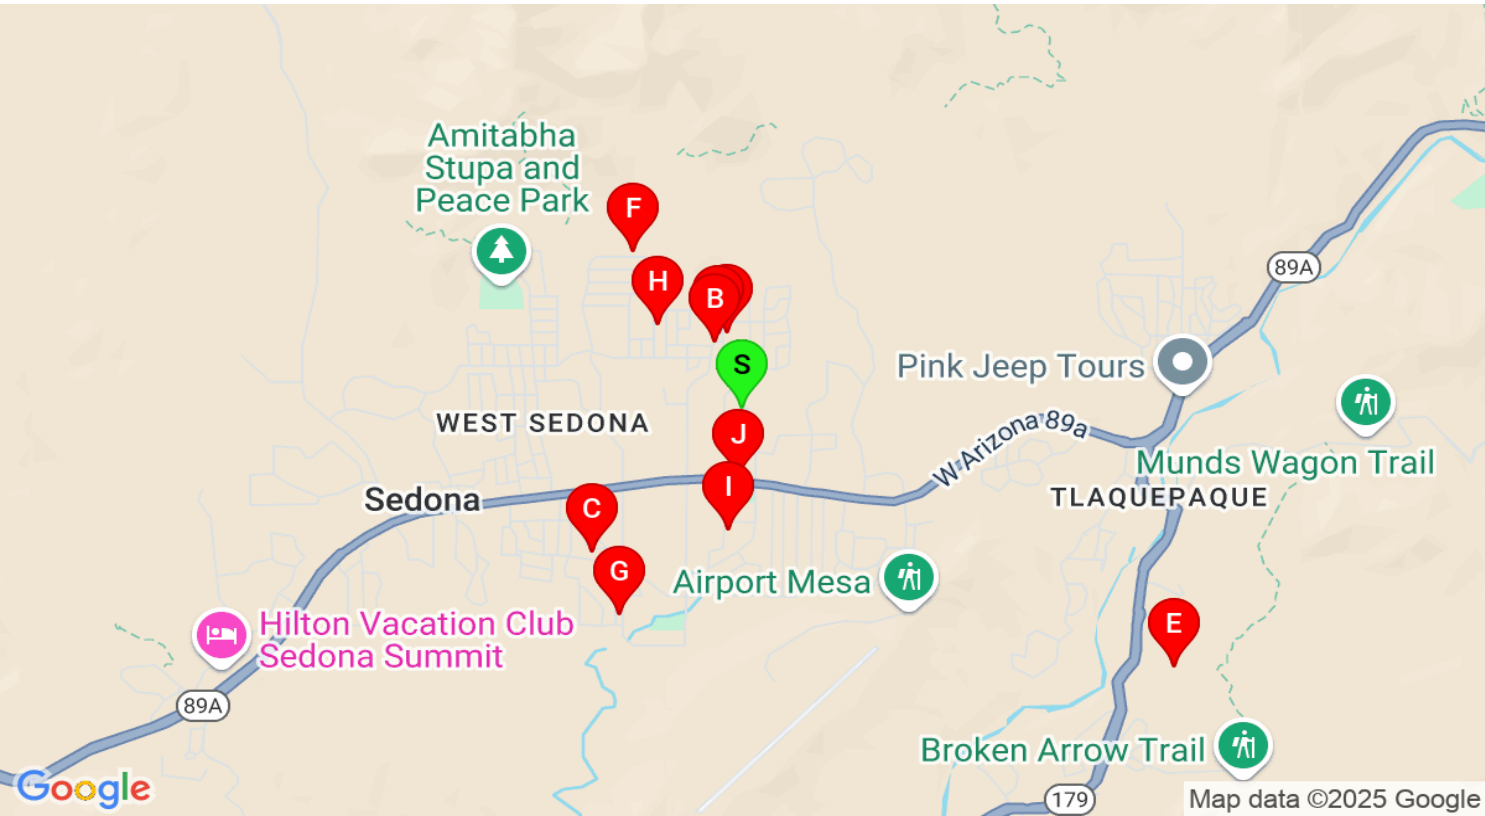 Amitabha
Stupa and
Peace Park
F
H
B
89A
S
Pink Jeep Tours
WEST SEDONA
J
W Arizona 89a
Munds Wagon Trail
Sedona
I
TLAQUEPAQUE
C
G
Airport Mesa
E
Hilton Vacation Club
Sedona Summit
89A
Broken Arrow Trail
Google
179
Map data ©2025 Google